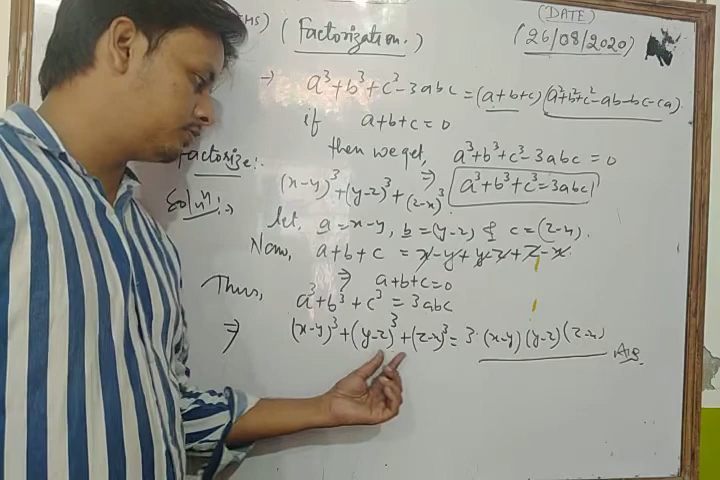 HS) (Factorization.)
(DATE)
(26/08/2020)
→ a³+b³+c³-3abc = (a+b+c) (a²+b²+c²-ab-bc-ca).
if a+b+c=0
then we get, a³+b³+c³-3abc = 0
⇒ a³+b³+c³=3abc
Factorize:-
(x-y)³+(y-z)³+(z-x)³.
Solⁿ:→
let, a=x-y, b=(y-z) & c=(z-x).
Now, a+b+c = x-y+y-z+z-x
⇒ a+b+c=0
Thus, a³+b³+c³=3abc
⇒ (x-y)³+(y-z)³+(z-x)³= 3·(x-y)(y-z)(z-x) Ans.